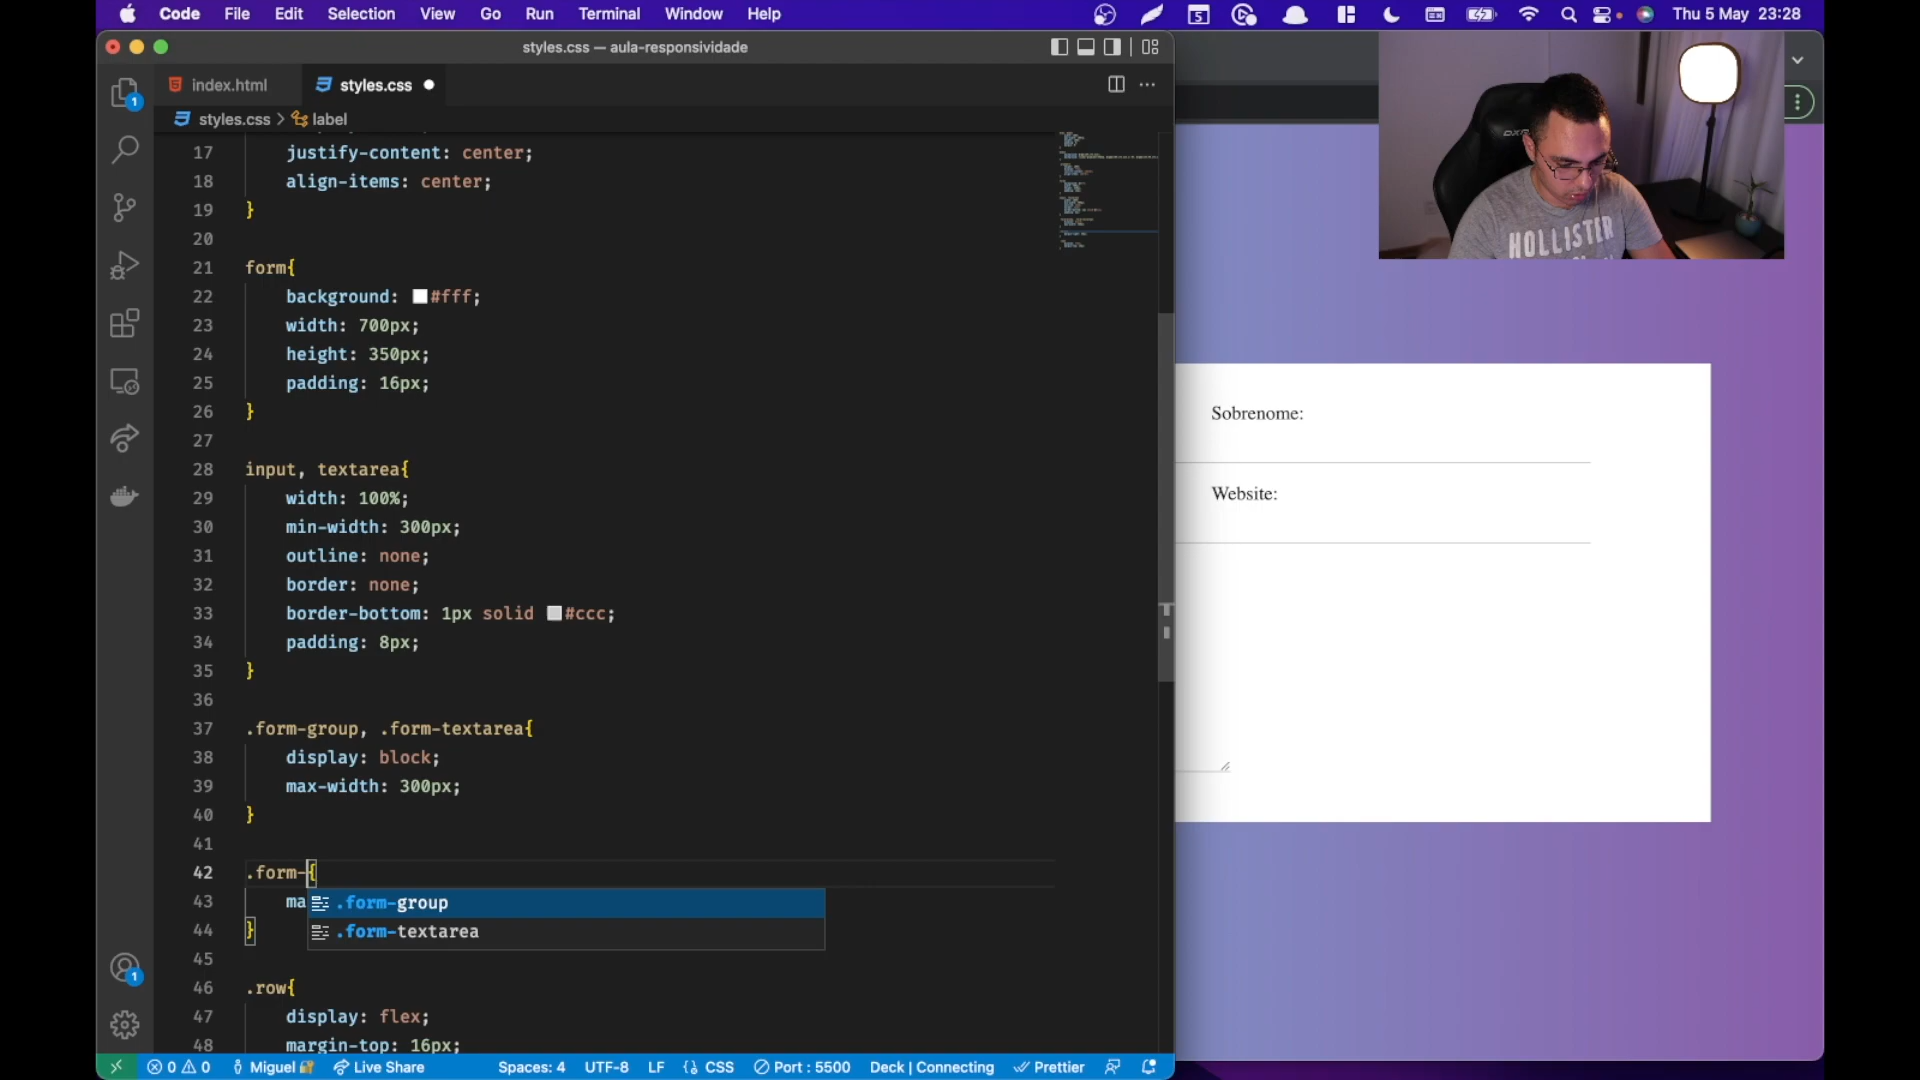 Code File Edit Selection View Go Run Terminal Window Help 5 Thu 5 May 23:28
styles.css — aula-responsividade
index.html styles.css
styles.css > label
17 justify-content: center;
18 align-items: center;
19 }
20
21 form{
22 background: #fff;
23 width: 700px;
24 height: 350px;
25 padding: 16px;
26 }
27
28 input, textarea{
29 width: 100%;
30 min-width: 300px;
31 outline: none;
32 border: none;
33 border-bottom: 1px solid #ccc;
34 padding: 8px;
35 }
36
37 .form-group, .form-textarea{
38 display: block;
39 max-width: 300px;
40 }
41
42 .form-{
43 ma
.form-group
44 }
.form-textarea
45
46 .row{
47 display: flex;
48 margin-top: 16px;
1
1
0 0 Miguel Live Share Spaces: 4 UTF-8 LF {} CSS Port : 5500 Deck | Connecting Prettier
Sobrenome:
Website:
HOLLISTER